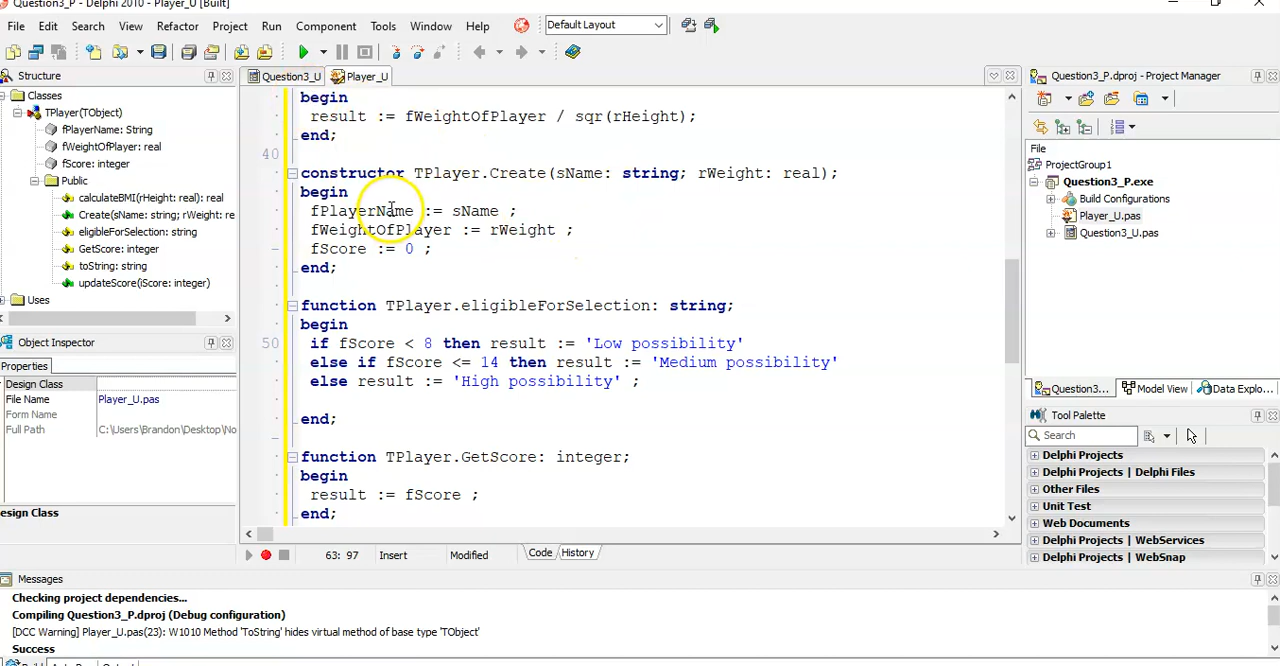 Question3_P - Delphi 2010 - Player_U [Built]
File Edit Search View Refactor Project Run Component Tools Window Help Default Layout
Structure
Classes
TPlayer(TObject)
fPlayerName: String
fWeightOfPlayer: real
fScore: integer
Public
calculateBMI(rHeight: real): real
Create(sName: string; rWeight: re
eligibleForSelection: string
GetScore: integer
toString: string
updateScore(iScore: integer)
Uses
Object Inspector
Properties
Design Class
File Name Player_U.pas
Form Name
Full Path C:\Users\Brandon\Desktop\No
esign Class
Question3_U Player_U
begin
result := fWeightOfPlayer / sqr(rHeight);
end;
40
constructor TPlayer.Create(sName: string; rWeight: real);
begin
fPlayerName := sName ;
fWeightOfPlayer := rWeight ;
fScore := 0 ;
end;
function TPlayer.eligibleForSelection: string;
begin
50 if fScore < 8 then result := 'Low possibility'
else if fScore <= 14 then result := 'Medium possibility'
else result := 'High possibility' ;
end;
function TPlayer.GetScore: integer;
begin
result := fScore ;
end;
63: 97 Insert Modified Code History
Question3_P.dproj - Project Manager
File
ProjectGroup1
Question3_P.exe
Build Configurations
Player_U.pas
Question3_U.pas
Question3... Model View Data Explo...
Tool Palette
Search
Delphi Projects
Delphi Projects | Delphi Files
Other Files
Unit Test
Web Documents
Delphi Projects | WebServices
Delphi Projects | WebSnap
Messages
Checking project dependencies...
Compiling Question3_P.dproj (Debug configuration)
[DCC Warning] Player_U.pas(23): W1010 Method 'ToString' hides virtual method of base type 'TObject'
Success